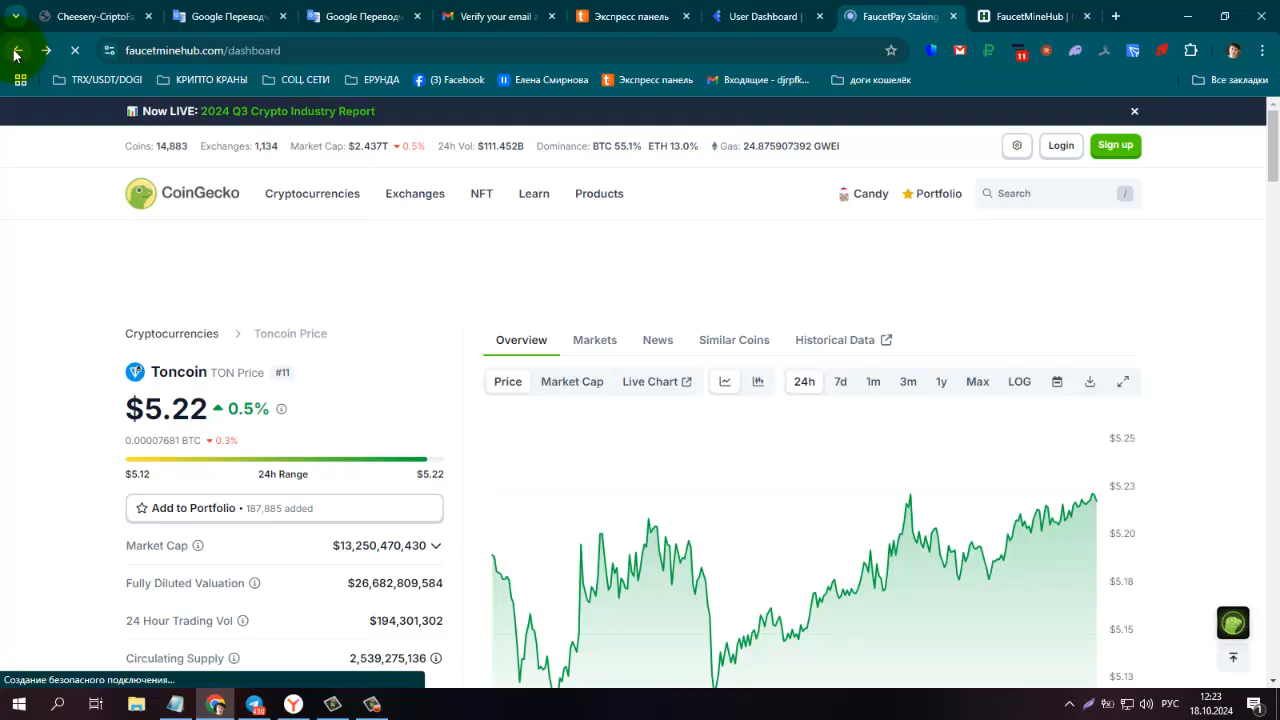 Cheesery-CriptoFa
Google Перевод
Google Перевод
Verify your email a
Экспресс панель
User Dashboard |
FaucetPay Staking
FaucetMineHub |
faucetminehub.com/dashboard
11
TRX/USDT/DOGI
КРИПТО КРАНЫ
СОЦ. СЕТИ
ЕРУНДА
(3) Facebook
Елена Смирнова
Экспресс панель
Входящие - djrpfk...
доги кошелёк
Все закладки
Now LIVE: 2024 Q3 Crypto Industry Report
Coins: 14,883 Exchanges: 1,134 Market Cap: $2.437T 0.5% 24h Vol: $111.452B Dominance: BTC 55.1% ETH 13.0% Gas: 24.875907392 GWEI
Login
Sign up
CoinGecko
Cryptocurrencies
Exchanges
NFT
Learn
Products
Candy
Portfolio
Search
/
Cryptocurrencies
Toncoin Price
Toncoin TON Price #11
$5.22 0.5%
0.00007681 BTC 0.3%
$5.12 24h Range $5.22
Add to Portfolio • 187,885 added
Market Cap $13,250,470,430
Fully Diluted Valuation $26,682,809,584
24 Hour Trading Vol $194,301,302
Circulating Supply 2,539,275,136
Overview
Markets
News
Similar Coins
Historical Data
Price
Market Cap
Live Chart
24h
7d
1m
3m
1y
Max
LOG
$5.25
$5.23
$5.20
$5.18
$5.15
$5.13
Создание безопасного подключения...
РУС
12:23
18.10.2024